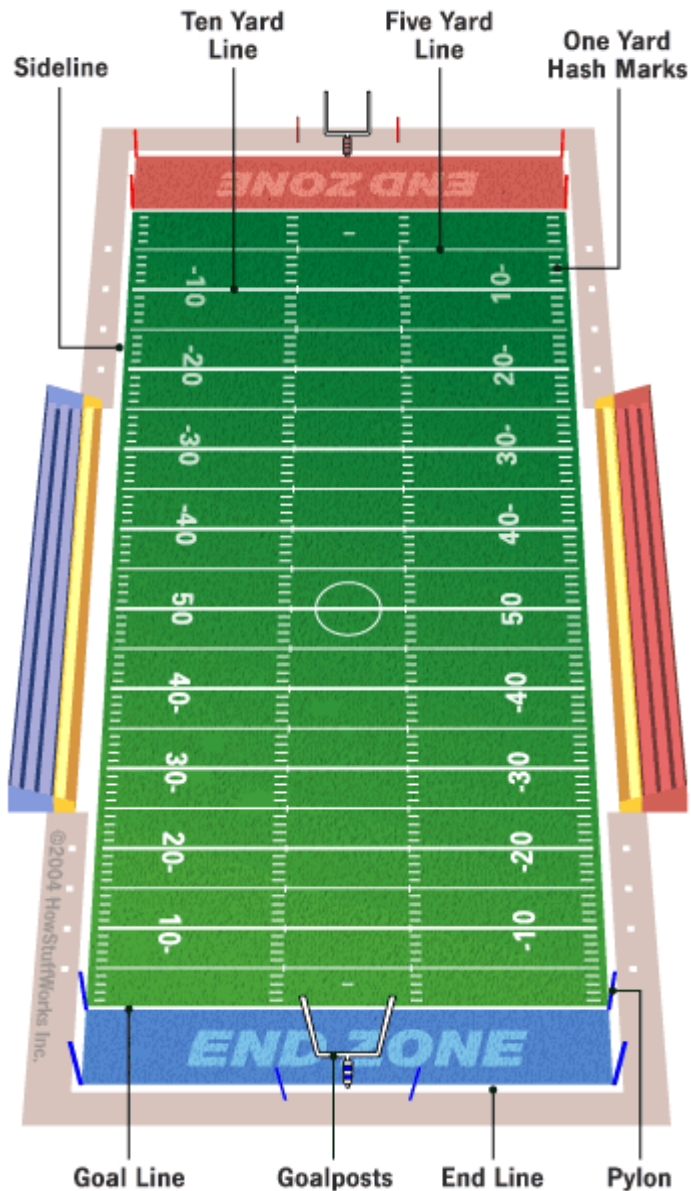 Ten Yard
Line
Five Yard
Line
One Yard
Hash Marks
Sideline
END ZONE
-10 10-
-20 20-
-30 30-
-40 40-
50 50
40- -40
30- -30
20- -20
10- -10
@2004 HowStuffWorks Inc.
END ZONE
Goal Line
Goalposts
End Line
Pylon